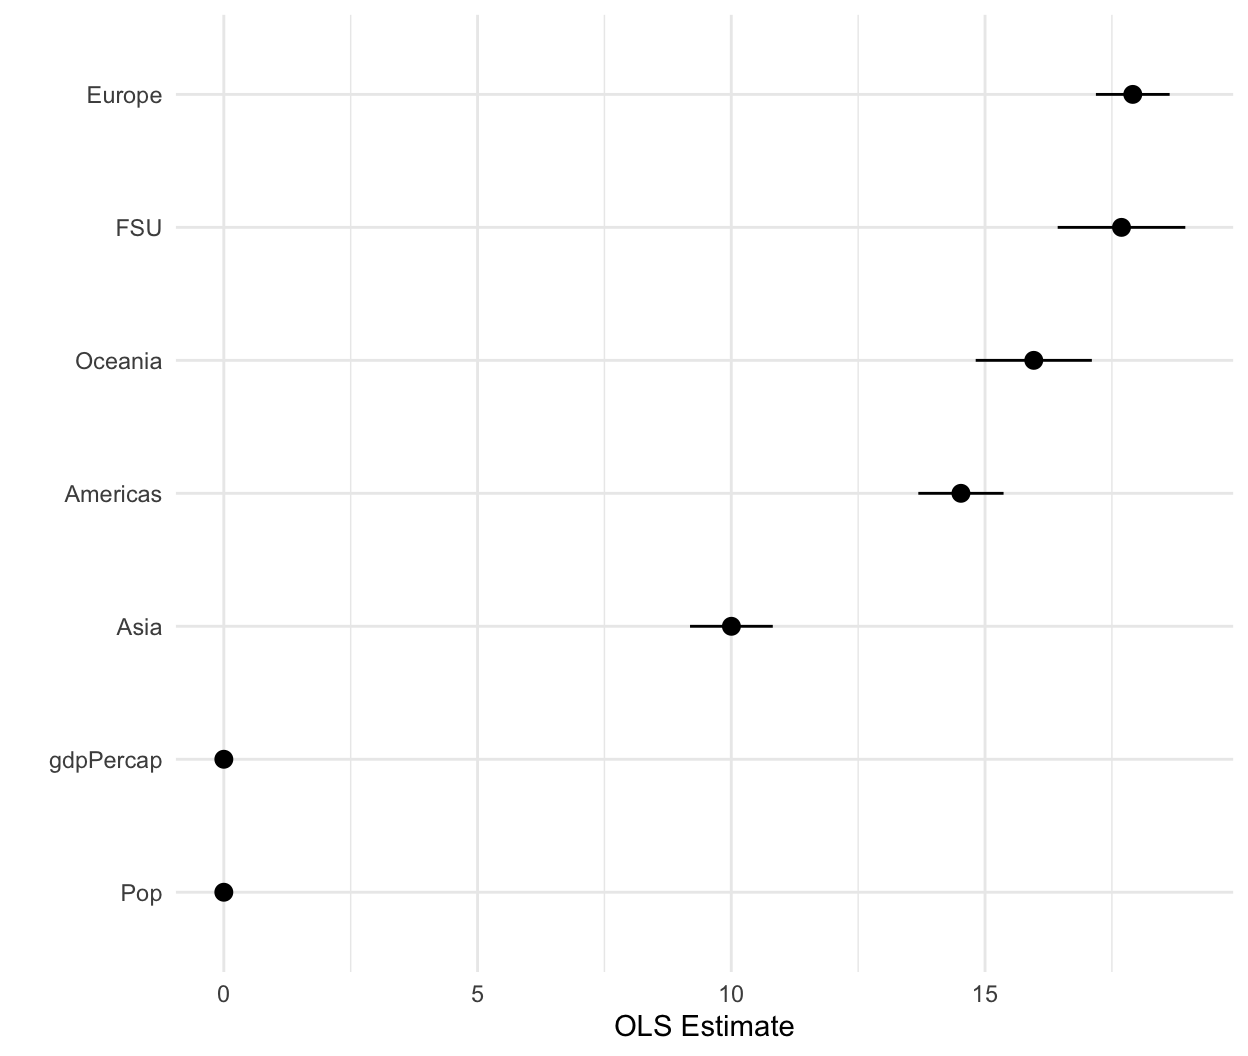 Europe
FSU
Oceania
Americas
Asia
gdpPercap
Pop
0 5 10 15
OLS Estimate